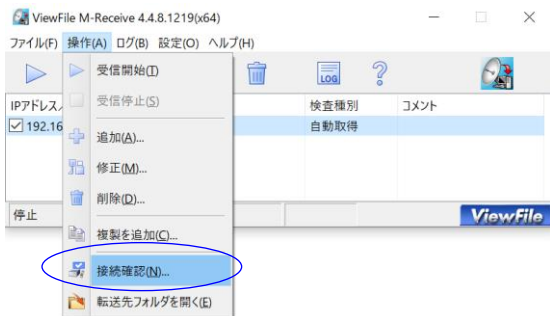 ViewFile M-Receive 4.4.8.1219(x64)
ファイル(F) 操作(A) ログ(B) 設定(O) ヘルプ(H)
受信開始(T)
LOG
受信停止(S)
IPアドレス
検査種別 コメント
192.16
自動取得
追加(A)...
修正(M)...
削除(D)...
停止
ViewFile
複製を追加(C)...
接続確認(N)...
転送先フォルダを開く(E)